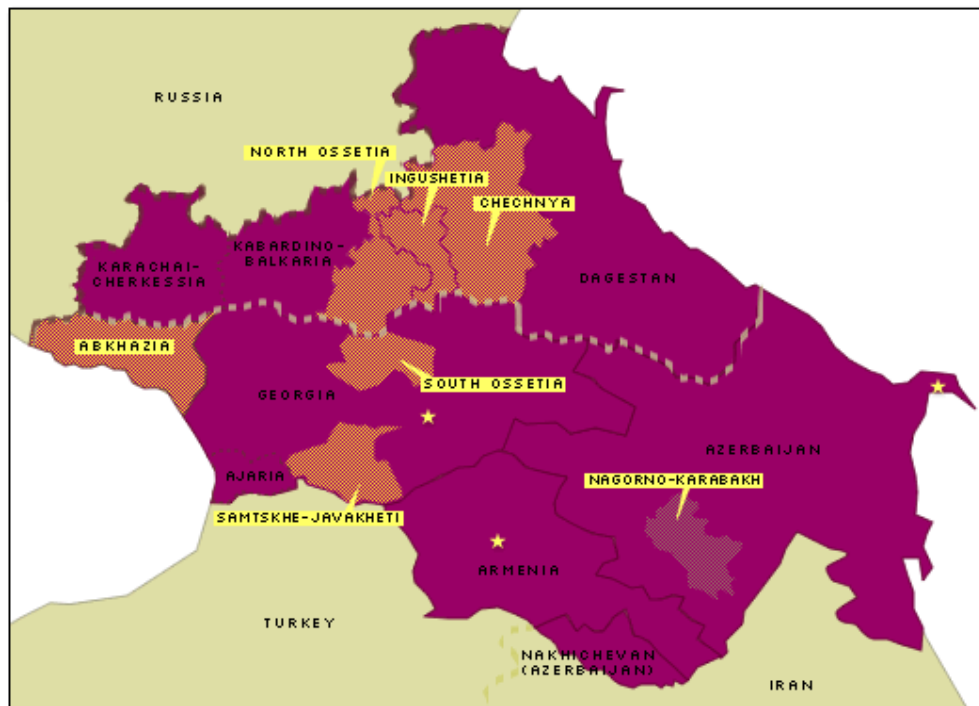 RUSSIA
NORTH OSSETIA
INGUSHETIA
CHECHNYA
KABARDINO-
BALKARIA
KARACHAI-
CHERKESSIA
DAGESTAN
ABKHAZIA
SOUTH OSSETIA
GEORGIA
AZERBAIJAN
AJARIA
NAGORNO-KARABAKH
SAMTSKHE-JAVAKHETI
ARMENIA
TURKEY
NAKHICHEVAN
(AZERBAIJAN)
IRAN